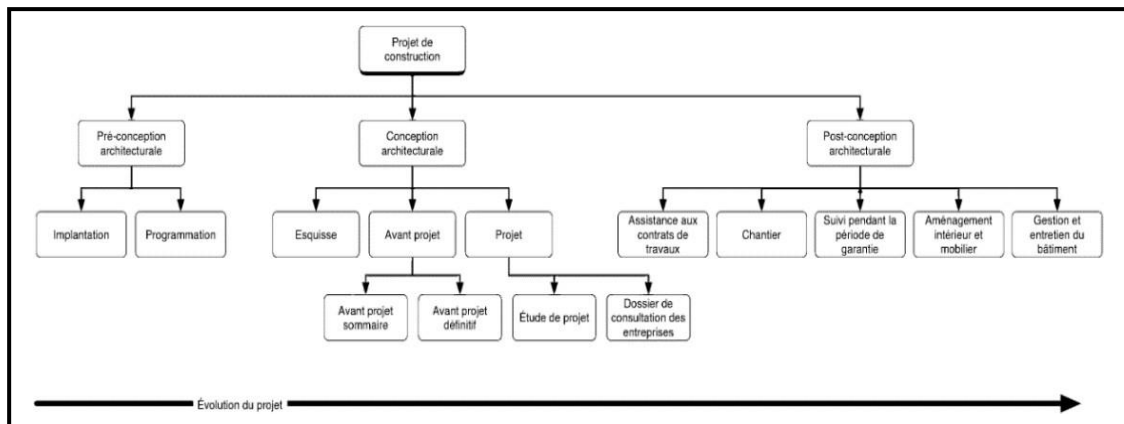 Projet de
construction
Pré-conception
architecturale
Conception
architecturale
Post-conception
architecturale
Implantation
Programmation
Esquisse
Avant projet
Projet
Assistance aux
contrats de
travaux
Chantier
Suivi pendant la
période de
garantie
Aménagement
intérieur et
mobilier
Gestion et
entretien du
bâtiment
Avant projet
sommaire
Avant projet
définitif
Étude de projet
Dossier de
consultation des
entreprises
Évolution du projet